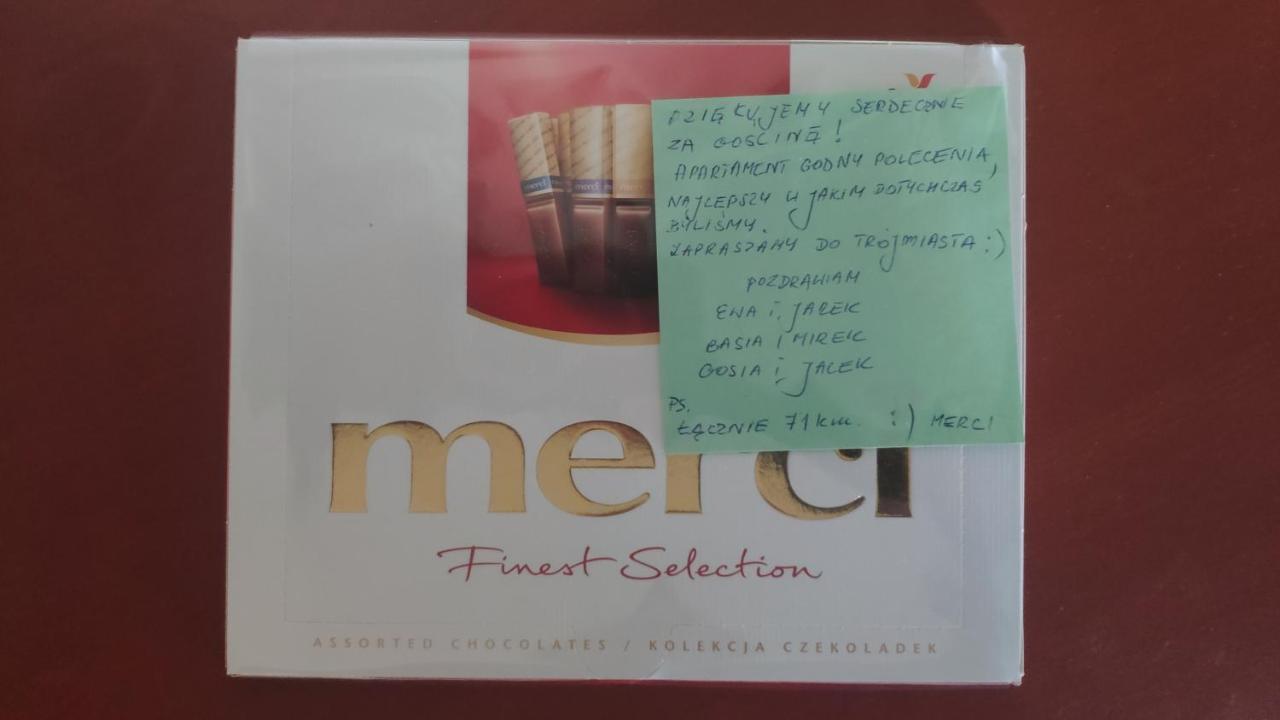 DZIĘKUJEMY SERDECZNIE
ZA GOŚCINĘ!
APARTAMENT GODNY POLECENIA,
NAJLEPSZY W JAKIM DOTYCHCZAS
BYLIŚMY.
ZAPRASZAMY DO TRÓJMIASTA :)
POZDRAWIAM
EWA i JAREK
BASIA I MIREK
GOSIA i JACEK
PS.
ŁĄCZNIE 71 km. :) MERCI
merci
Finest Selection
ASSORTED CHOCOLATES / KOLEKCJA CZEKOLADEK